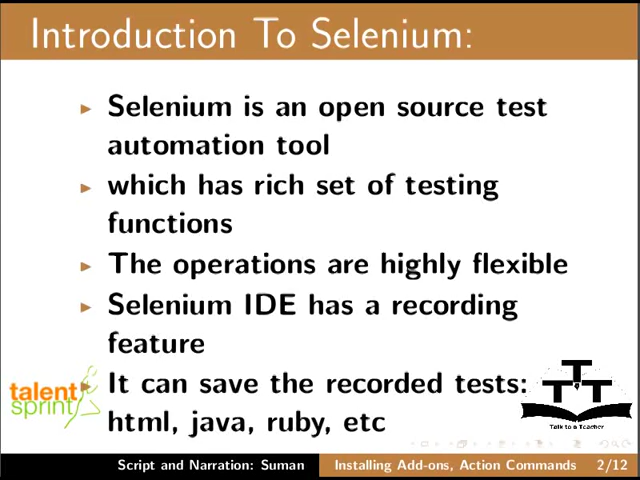 Introduction To Selenium:
Selenium is an open source test
automation tool
which has rich set of testing
functions
The operations are highly flexible
Selenium IDE has a recording
feature
It can save the recorded tests:
html, java, ruby, etc
talent
sprint
T T T
Talk to a Teacher
Script and Narration: Suman
Installing Add-ons, Action Commands
2/12